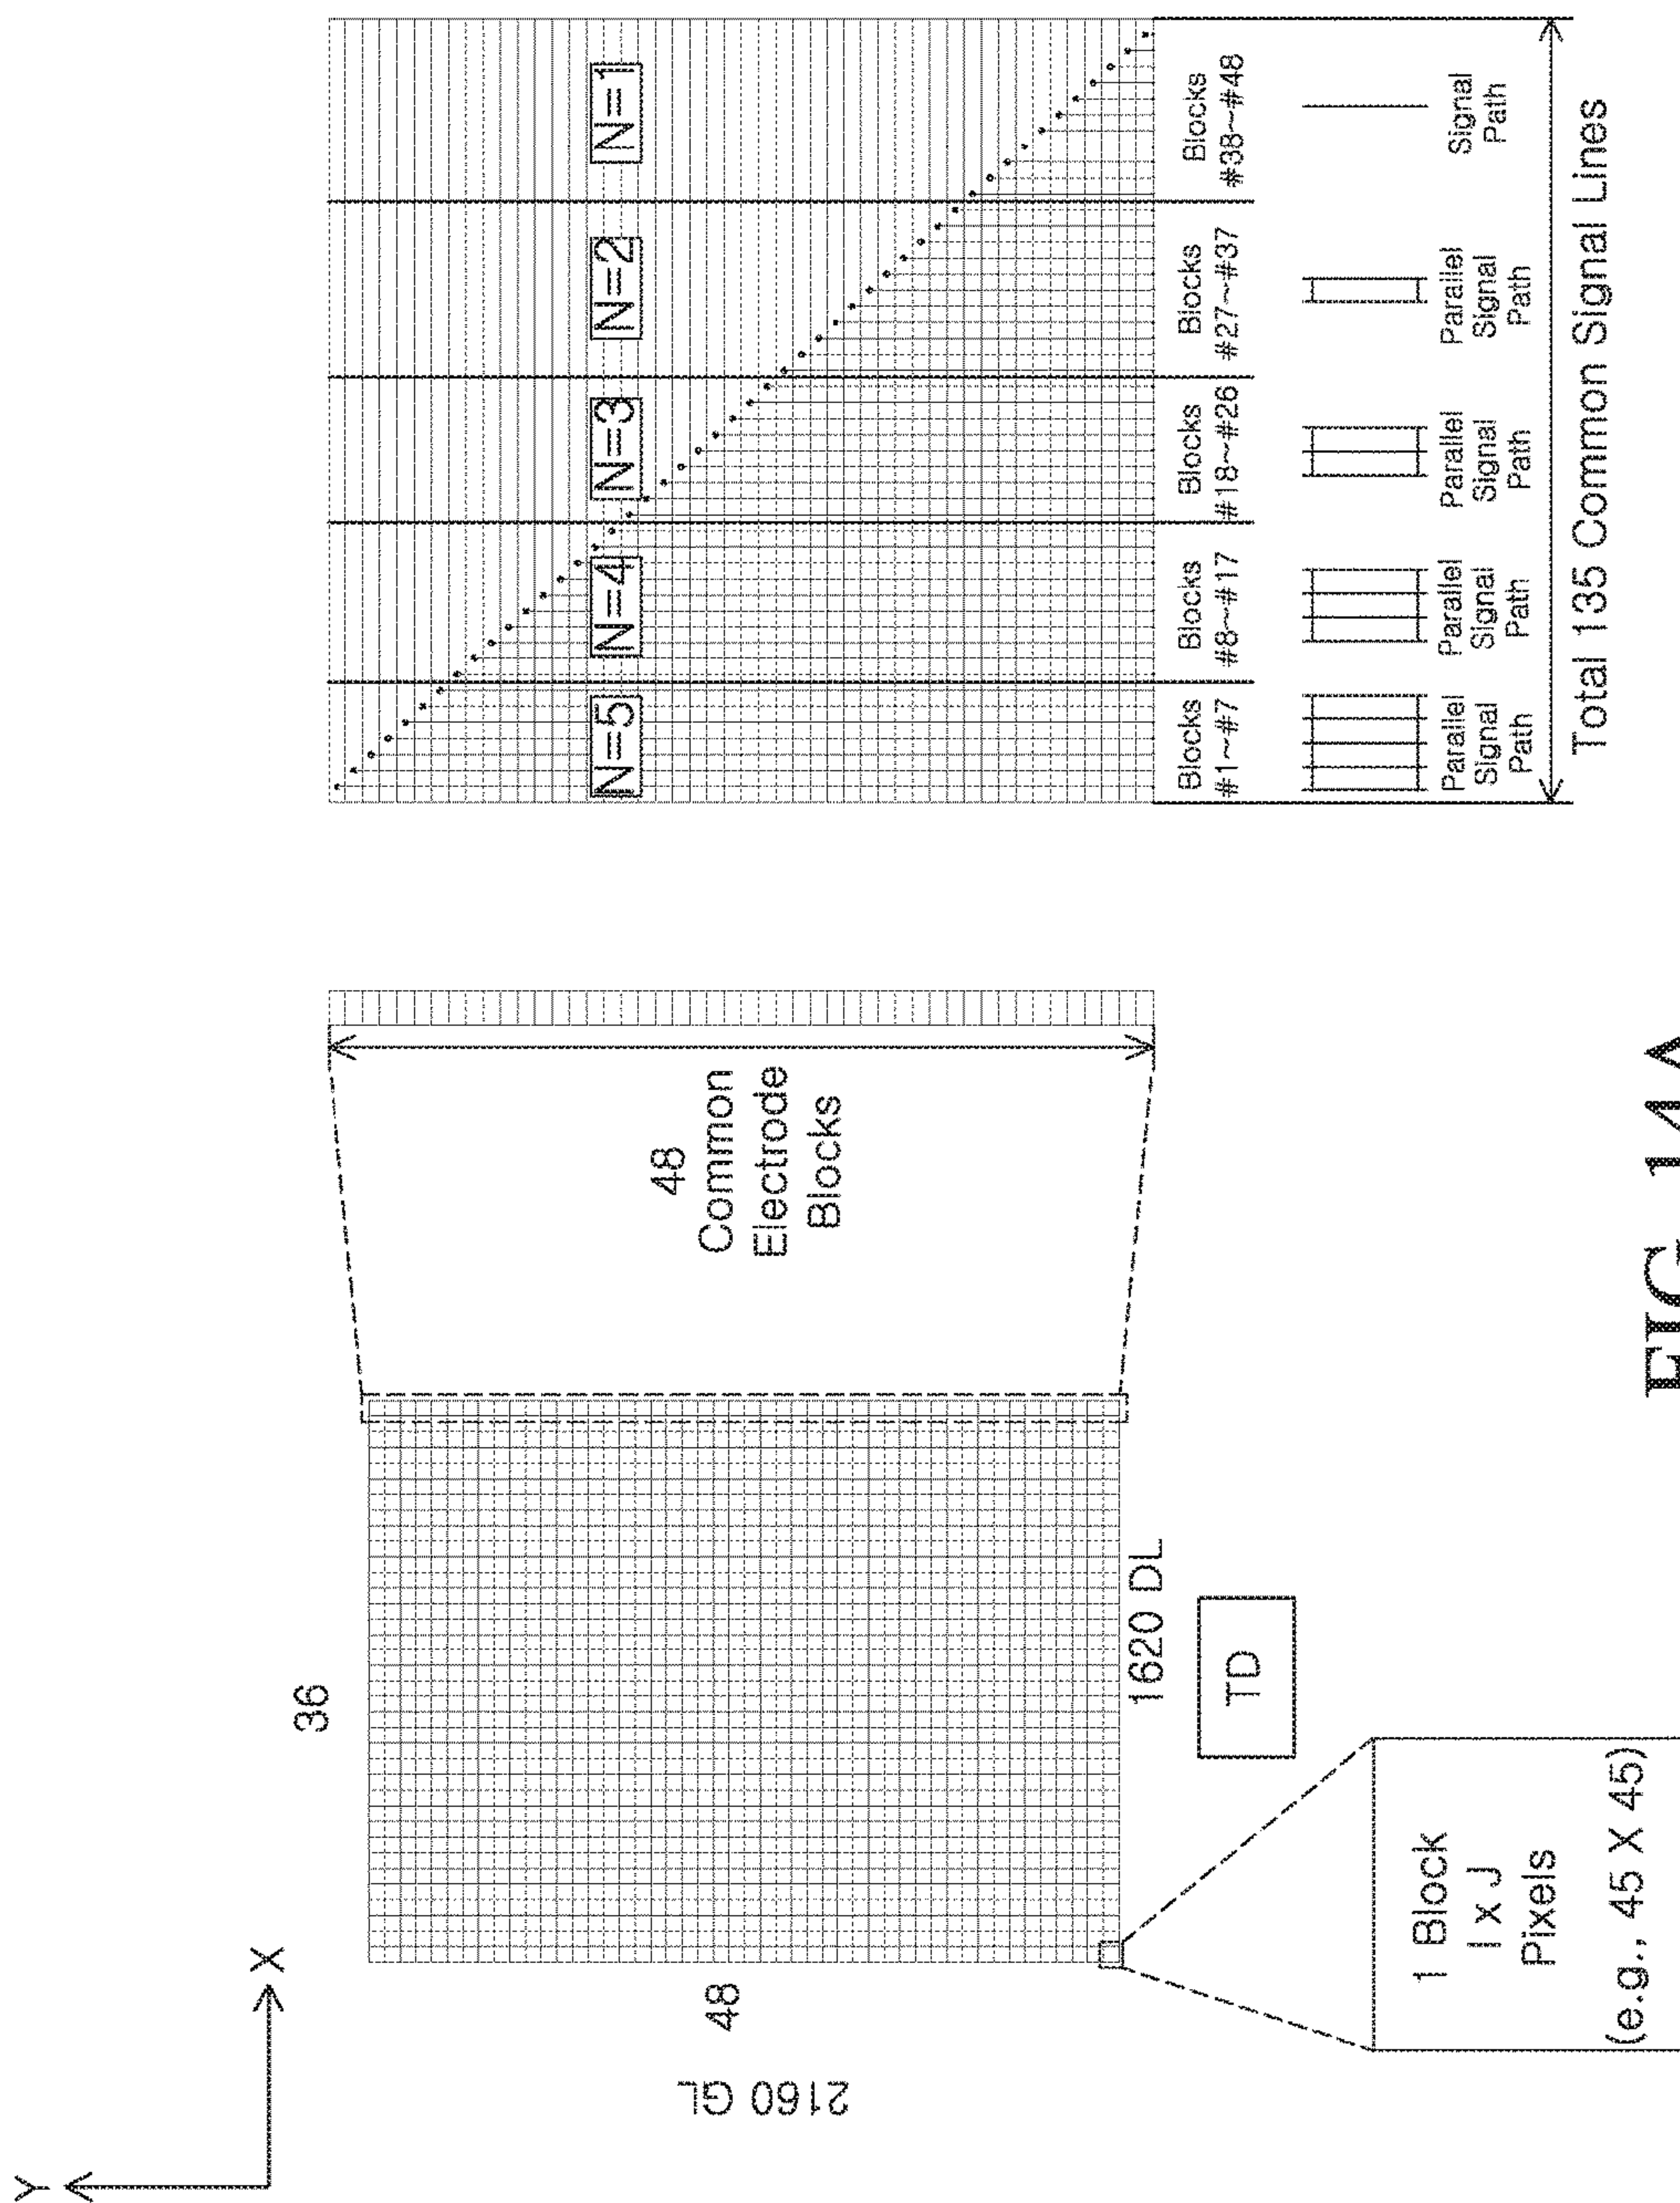 Y
X
36
48
2160 GL
1620 DL
TD
1 Block
I x J
Pixels
(e.g., 45 X 45)
48
Common
Electrode
Blocks
N=5
N=4
N=3
N=2
N=1
Blocks
#1~#7
Blocks
#8~#17
Blocks
#18~#26
Blocks
#27~#37
Blocks
#38~#48
Parallel
Signal
Path
Parallel
Signal
Path
Parallel
Signal
Path
Parallel
Signal
Path
Signal
Path
Total 135 Common Signal Lines
FIG. 14A